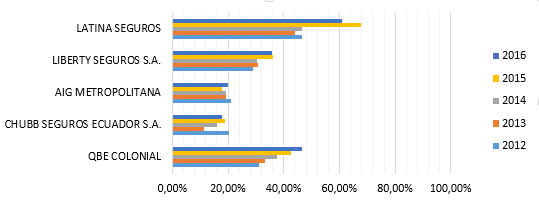 LATINA SEGUROS
LIBERTY SEGUROS S.A.
AIG METROPOLITANA
CHUBB SEGUROS ECUADOR S.A.
QBE COLONIAL
0,00% 20,00% 40,00% 60,00% 80,00% 100,00%
2016
2015
2014
2013
2012